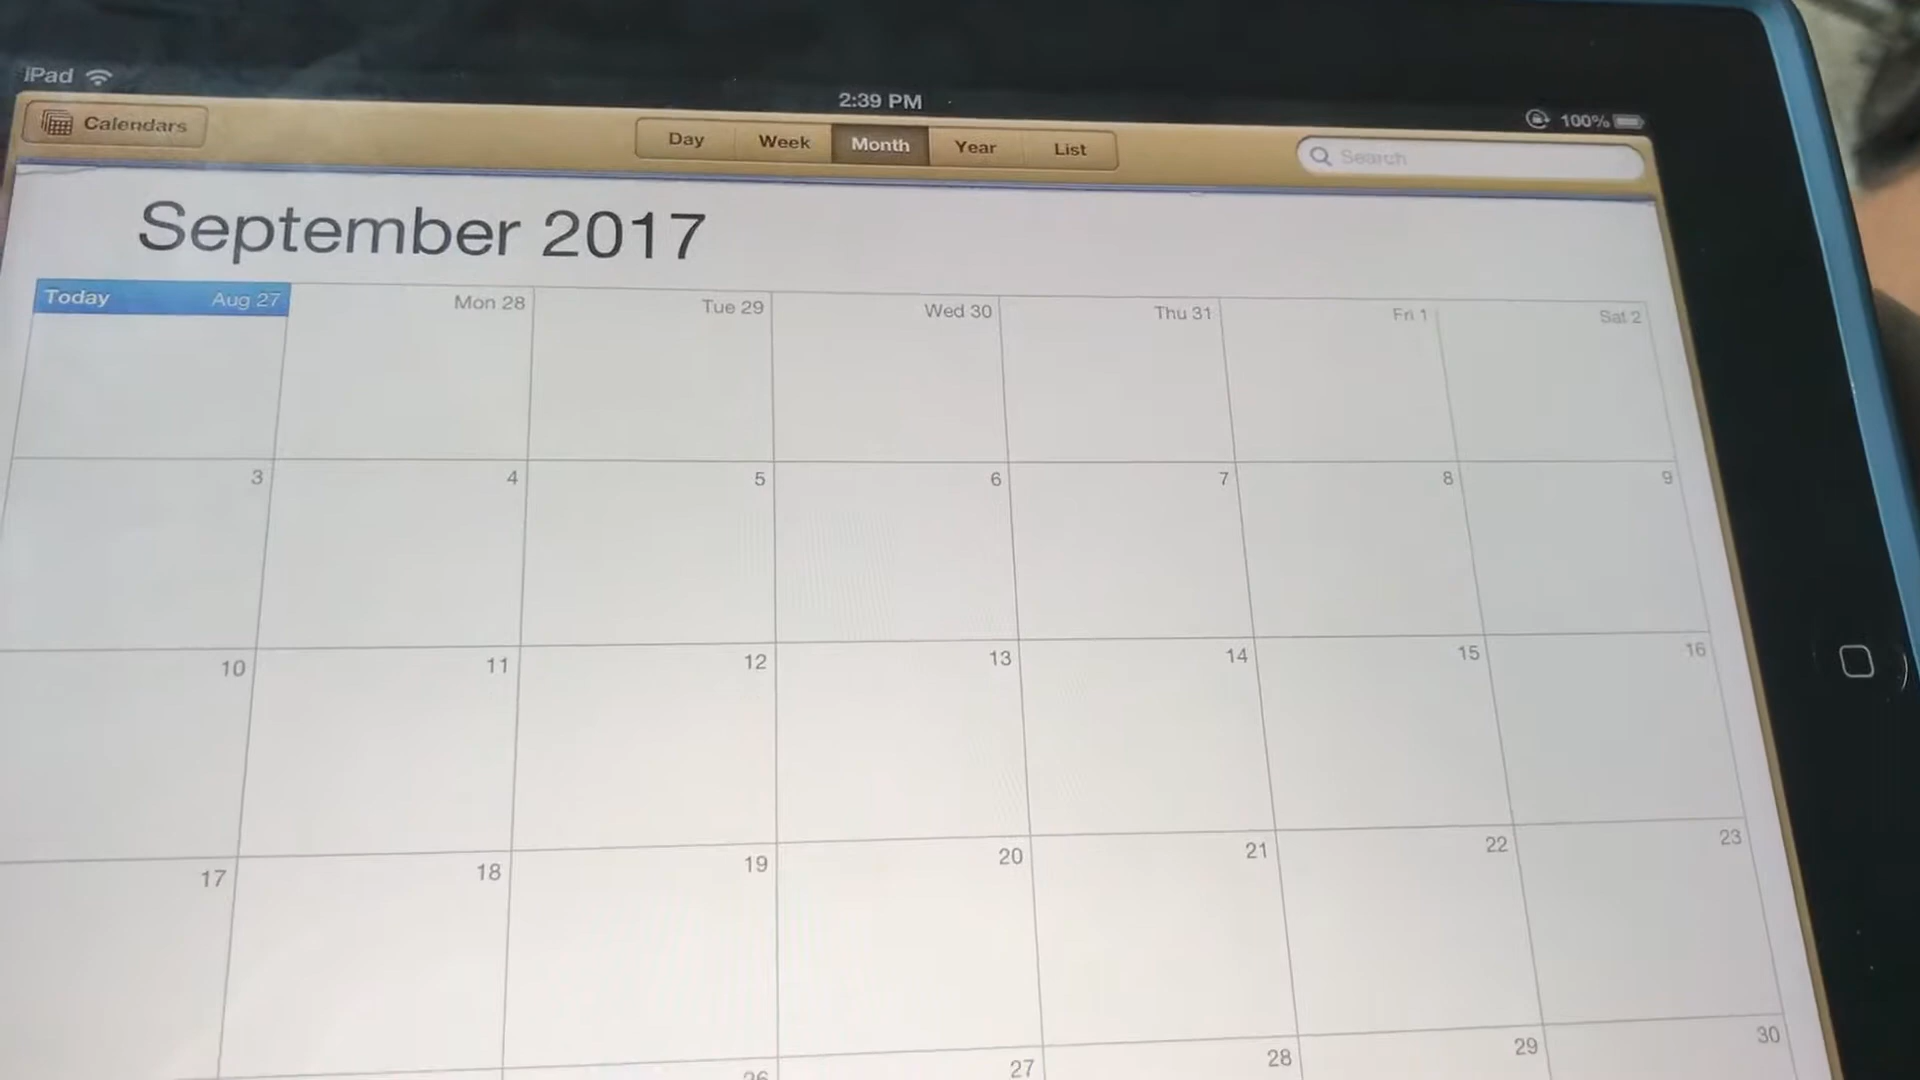 iPad
2:39 PM
100%
Calendars
Day Week Month Year List
Search
September 2017
Today Aug 27 Mon 28 Tue 29 Wed 30 Thu 31 Fri 1 Sat 2
3 4 5 6 7 8 9
10 11 12 13 14 15 16
17 18 19 20 21 22 23
26 27 28 29 30